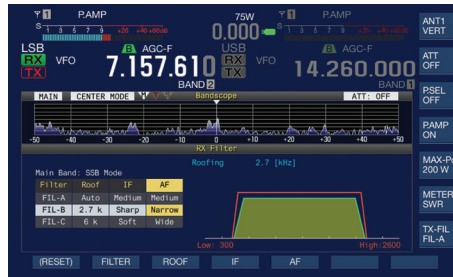 1 P.AMP 75W 1 P.AMP ANT1
S 1 3 5 7 9 +20 +40 +60dB 0.000 S 1 3 5 7 9 +20 +40 +60dB VERT
LSB B AGC-F USB B AGC-F ATT
RX VFO 7.157.610 RX VFO 14.260.000 OFF
TX TX
BAND2 BAND1 PSEL
MAIN CENTER MODE Bandscope ATT: OFF OFF
PAMP
ON
-50 -40 -30 -20 -10 0 +10 +20 +30 +40 +50
RX Filter
Roofing 2.7 [kHz] MAX-Po
Main Band: SSB Mode 200 W
Filter Roof IF AF
FIL-A Auto Medium Medium METER
FIL-B 2.7 k Sharp Narrow SWR
FIL-C 6 k Soft Wide
TX-FIL
Low: 300 High:2600 FIL-A
(RESET) FILTER ROOF IF AF